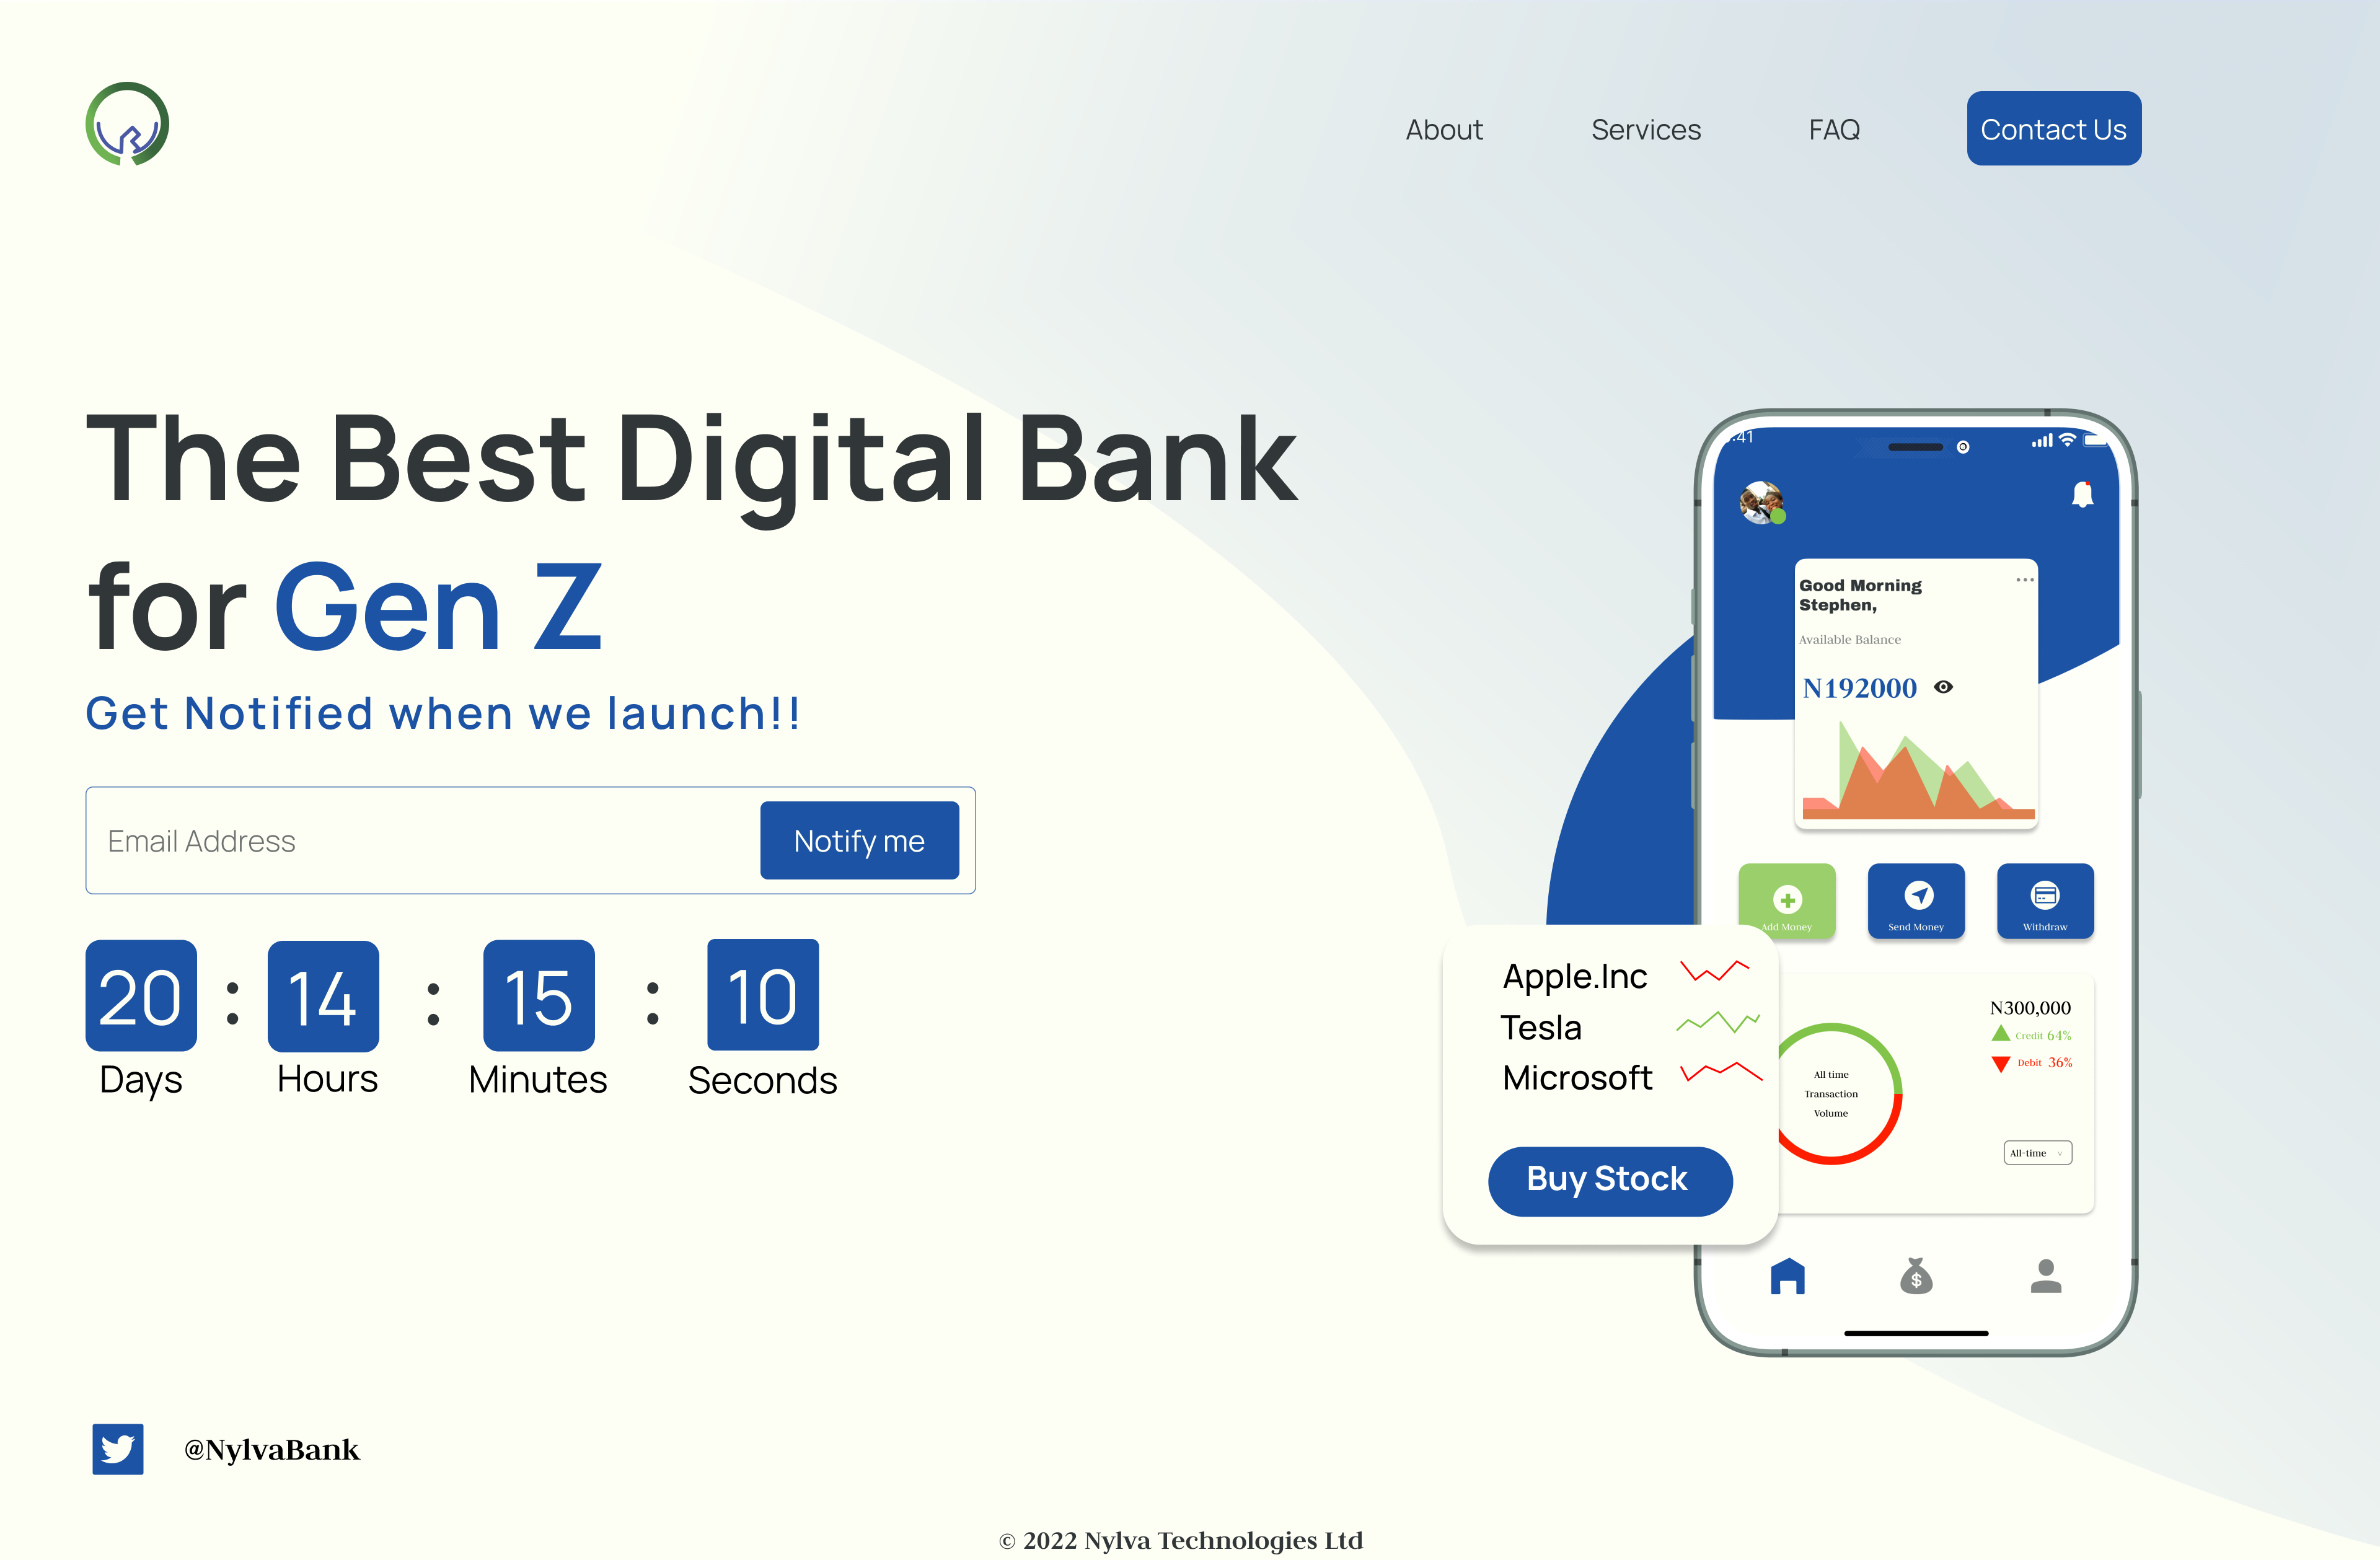 About Services FAQ Contact Us
The Best Digital Bank
for Gen Z
Get Notified when we launch!!
Email Address Notify me
20 : 14 : 15 : 10
Days Hours Minutes Seconds
:41
Good Morning
Stephen,
Available Balance
N192000
Add Money Send Money Withdraw
Apple.Inc
Tesla
Microsoft
Buy Stock
N300,000
Credit 64%
Debit 36%
All time
Transaction
Volume
All-time
$
@NylvaBank
© 2022 Nylva Technologies Ltd